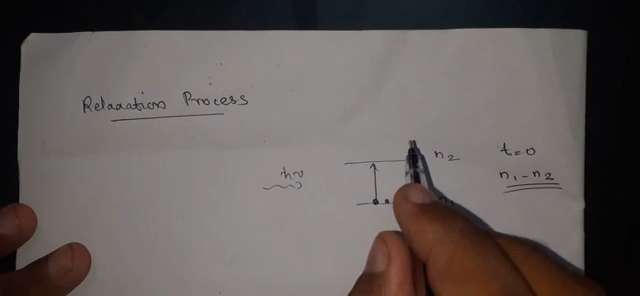 Relaxation Process
hν
n₂
t=0
n₁-n₂